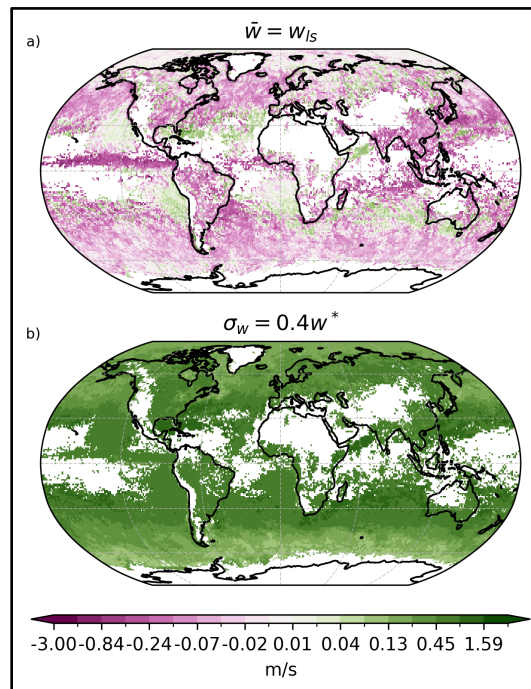 a)
w̄ = w_ls
b)
σ_w = 0.4w*
-3.00 -0.84 -0.24 -0.07 -0.02 0.01 0.04 0.13 0.45 1.59
m/s